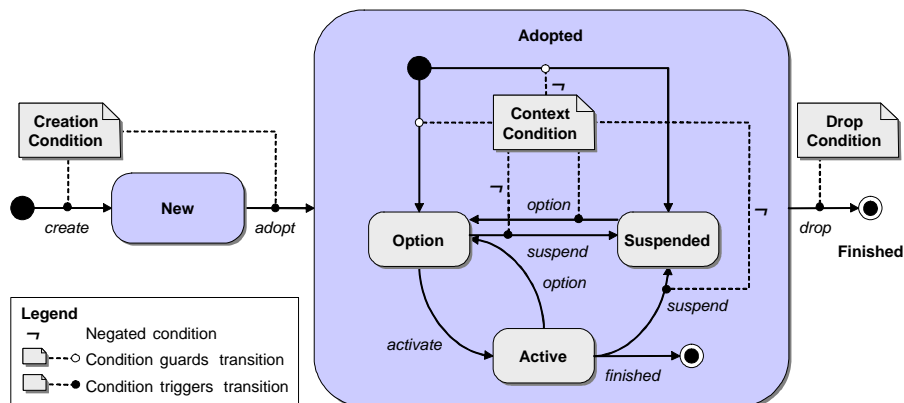 Adopted
Creation
Condition
Context
Condition
Drop
Condition
¬
¬
¬
New
create
adopt
option
Option
suspend
Suspended
option
suspend
activate
Active
finished
drop
Finished
Legend
¬ Negated condition
Condition guards transition
Condition triggers transition